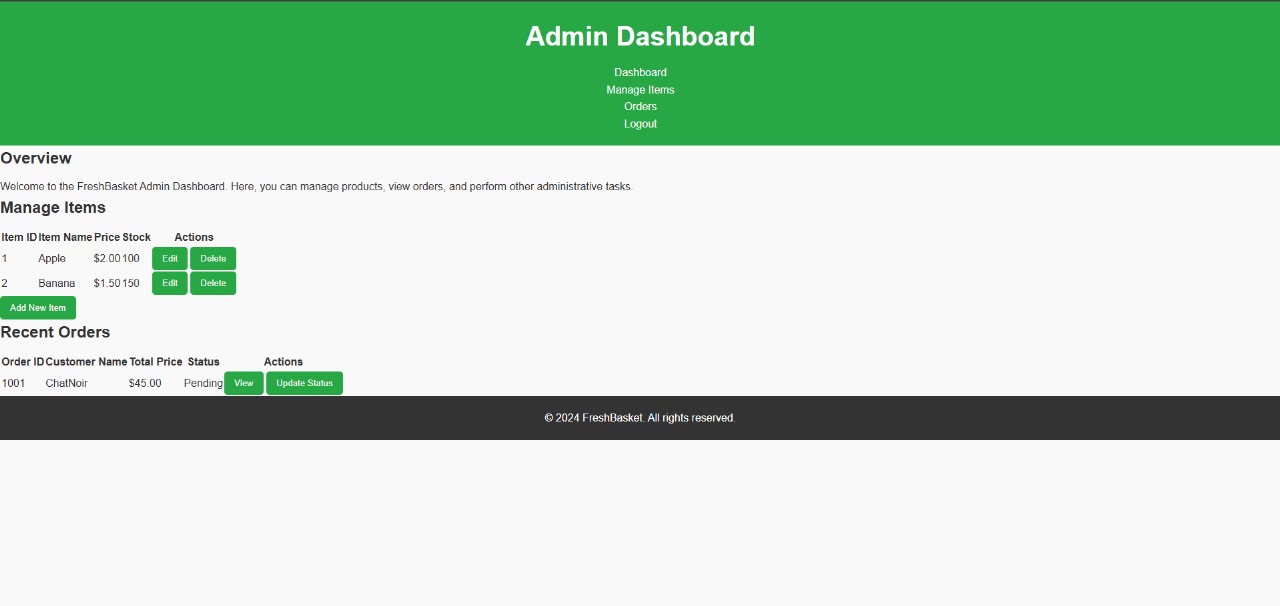 Admin Dashboard
Dashboard
Manage Items
Orders
Logout
Overview
Welcome to the FreshBasket Admin Dashboard. Here, you can manage products, view orders, and perform other administrative tasks.
Manage Items
Item ID Item Name Price Stock Actions
1 Apple $2.00 100 Edit Delete
2 Banana $1.50 150 Edit Delete
Add New Item
Recent Orders
Order ID Customer Name Total Price Status Actions
1001 ChatNoir $45.00 Pending View Update Status
© 2024 FreshBasket. All rights reserved.